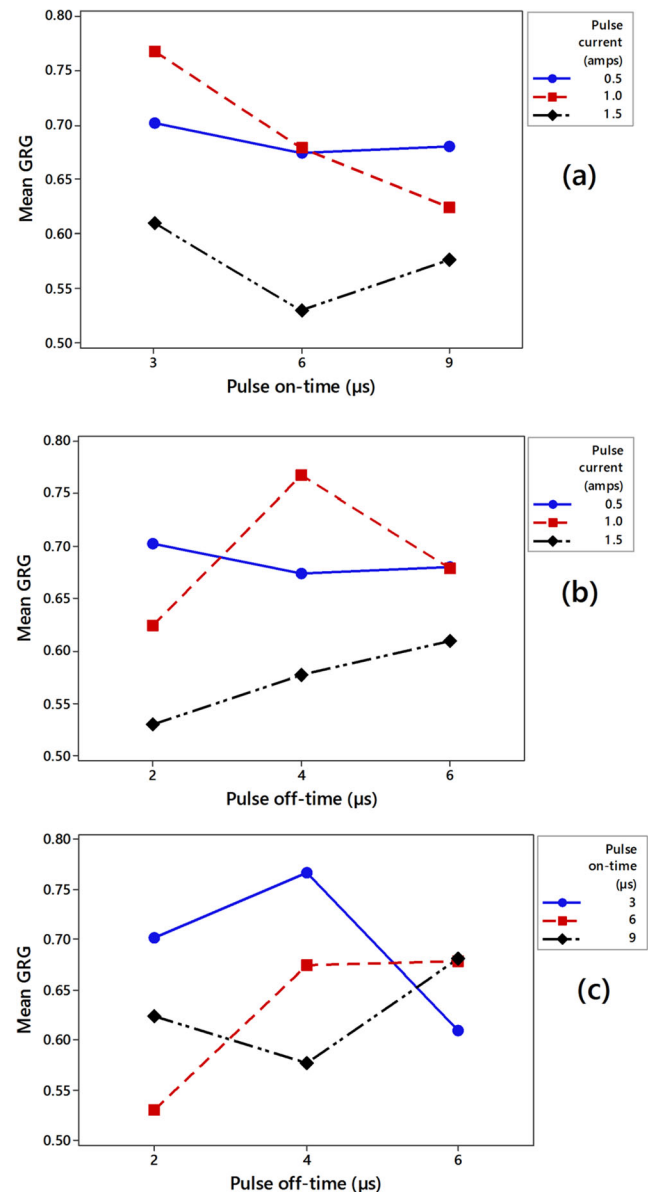 0.80
0.75
0.70
0.65
0.60
0.55
0.50
Mean GRG
3
6
9
Pulse on-time (µs)
Pulse
current
(amps)
0.5
1.0
1.5
(a)
0.80
0.75
0.70
0.65
0.60
0.55
0.50
Mean GRG
2
4
6
Pulse off-time (µs)
Pulse
current
(amps)
0.5
1.0
1.5
(b)
0.80
0.75
0.70
0.65
0.60
0.55
0.50
Mean GRG
2
4
6
Pulse off-time (µs)
Pulse
on-time
(µs)
3
6
9
(c)